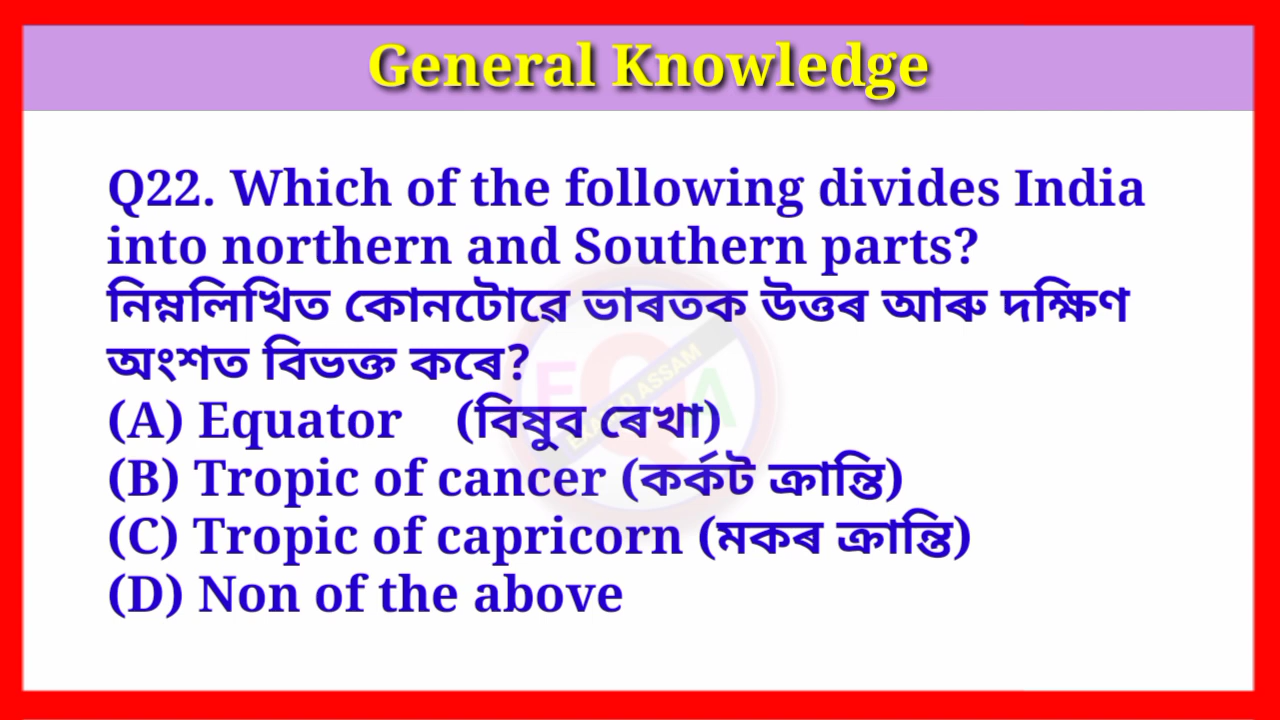 General Knowledge
Q22. Which of the following divides India
into northern and Southern parts?
নিম্নলিখিত কোনটোৱে ভাৰতক উত্তৰ আৰু দক্ষিণ
অংশত বিভক্ত কৰে?
(A) Equator (বিষুব ৰেখা)
(B) Tropic of cancer (কৰ্কট ক্ৰান্তি)
(C) Tropic of capricorn (মকৰ ক্ৰান্তি)
(D) Non of the above